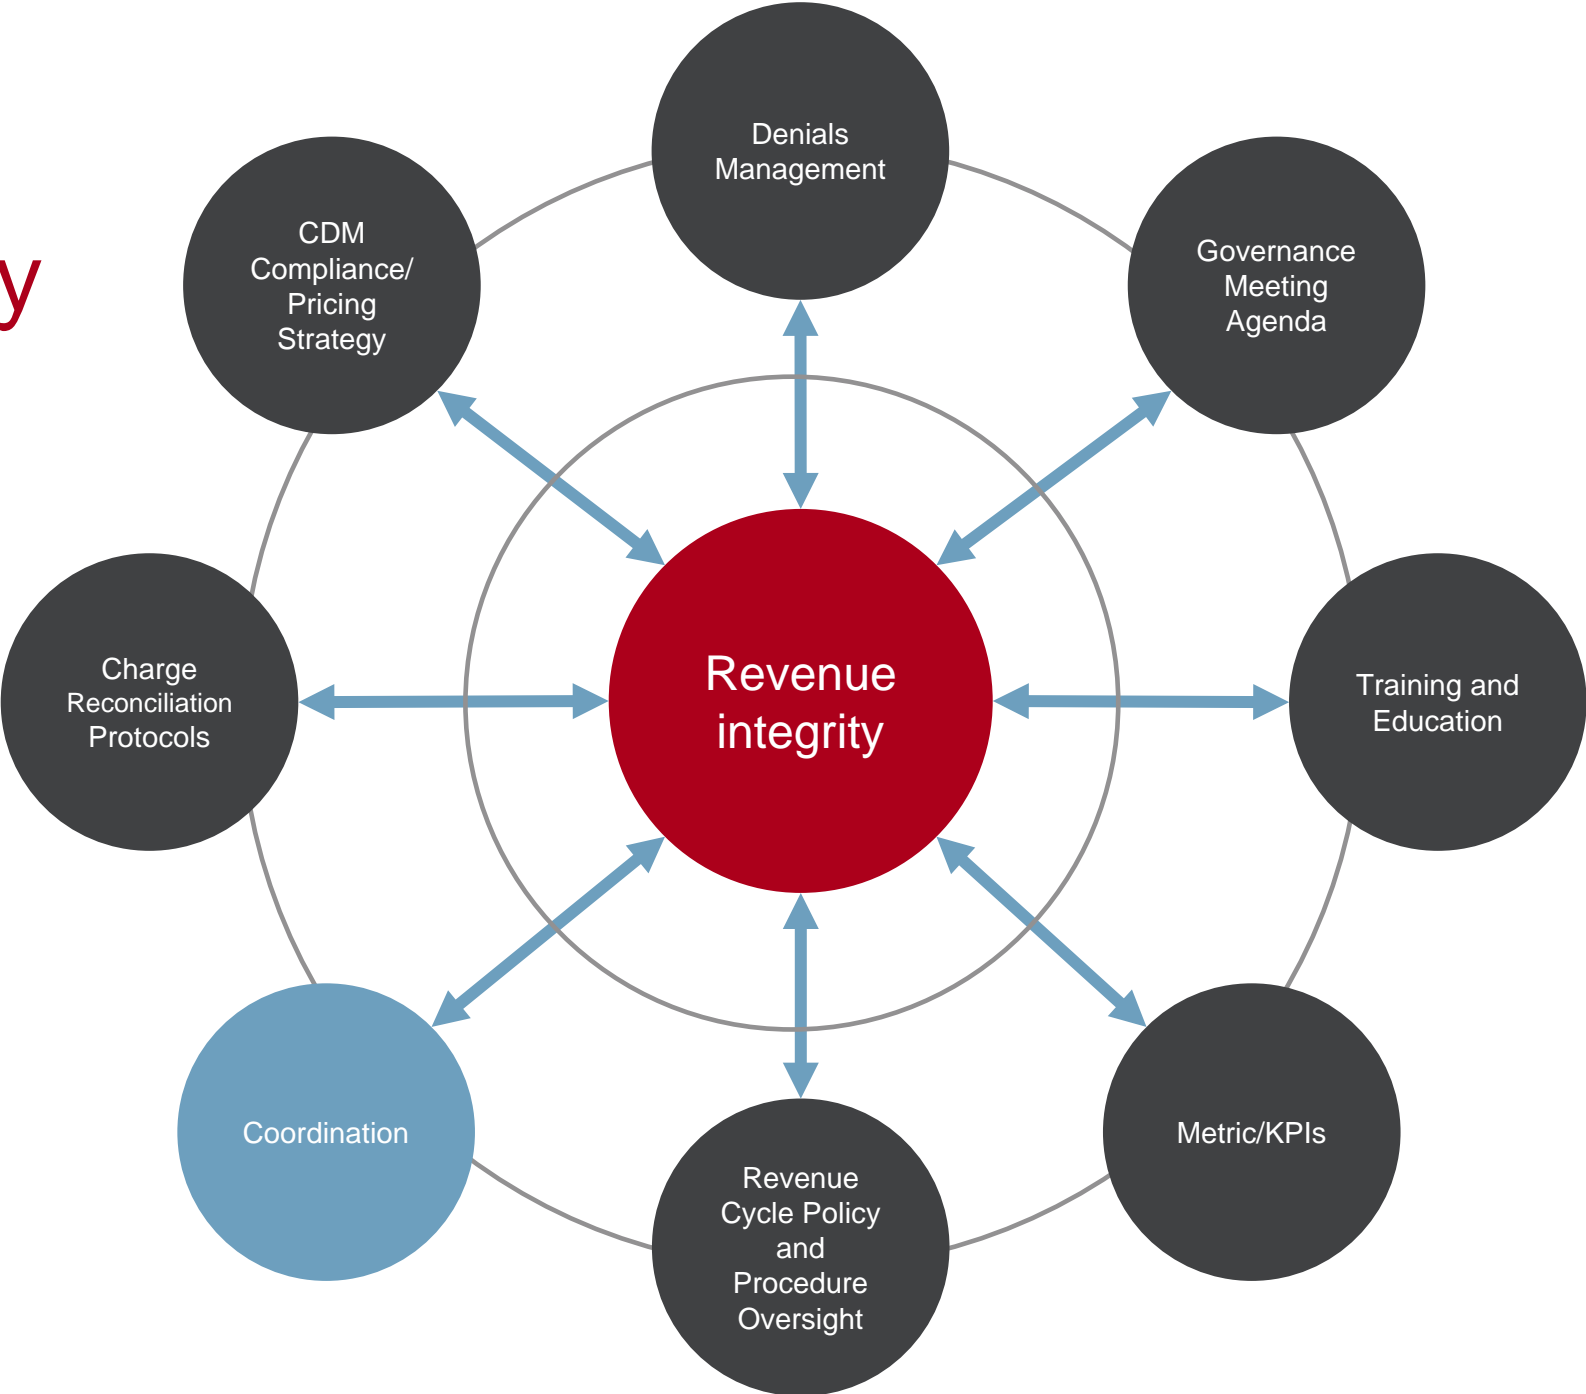 y
Denials
Management
Governance
Meeting
Agenda
Training and
Education
Metric/KPIs
Revenue
Cycle Policy
and
Procedure
Oversight
Coordination
Charge
Reconciliation
Protocols
CDM
Compliance/
Pricing
Strategy
Revenue
integrity